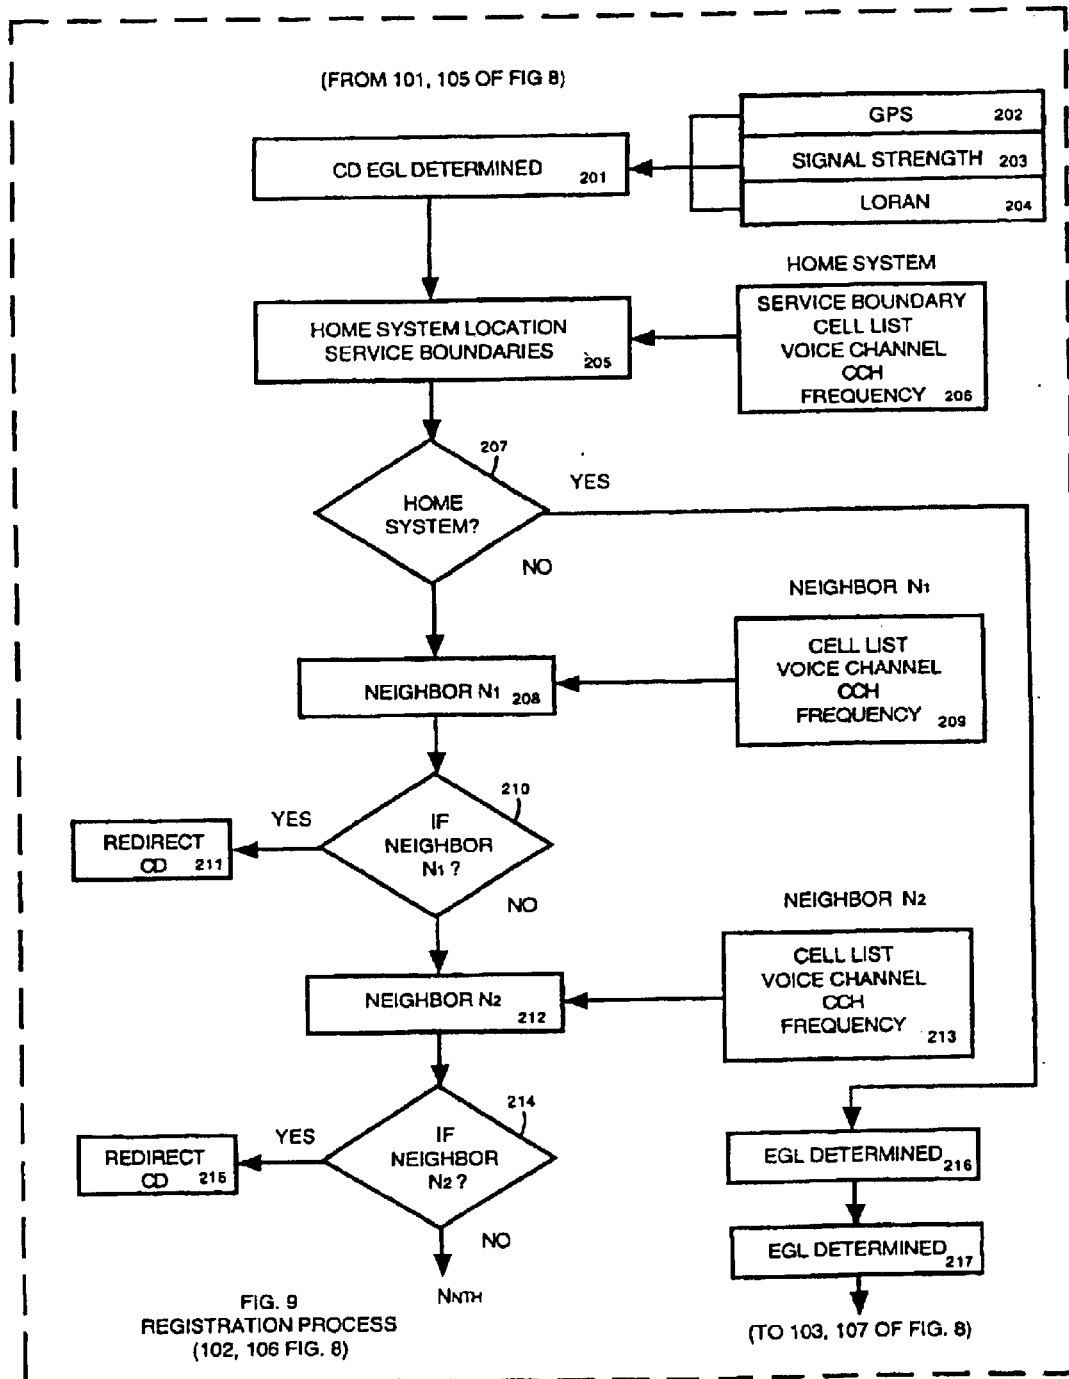 (FROM 101, 105 OF FIG 8)
GPS 202
CD EGL DETERMINED 201
SIGNAL STRENGTH 203
LORAN 204
HOME SYSTEM
HOME SYSTEM LOCATION
SERVICE BOUNDARIES 205
SERVICE BOUNDARY
CELL LIST
VOICE CHANNEL
CCH
FREQUENCY 206
207
YES
HOME
SYSTEM?
NO
NEIGHBOR N1
NEIGHBOR N1 208
CELL LIST
VOICE CHANNEL
CCH
FREQUENCY 209
210
YES
IF
NEIGHBOR
N1 ?
REDIRECT
CD 211
NO
NEIGHBOR N2
NEIGHBOR N2
212
CELL LIST
VOICE CHANNEL
CCH
FREQUENCY 213
214
YES
IF
NEIGHBOR
N2 ?
REDIRECT
CD 215
NO
EGL DETERMINED 216
EGL DETERMINED 217
NNTH
FIG. 9
REGISTRATION PROCESS
(102, 106 FIG. 8)
(TO 103, 107 OF FIG. 8)